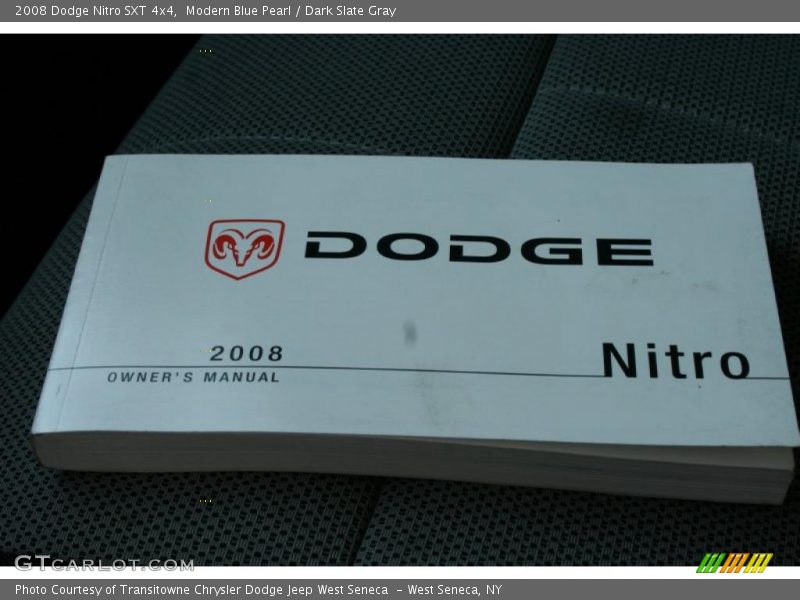 2008 Dodge Nitro SXT 4x4,  Modern Blue Pearl / Dark Slate Gray
DODGE
2008
Nitro
OWNER'S MANUAL
GTCARLOT.COM
Photo Courtesy of Transitowne Chrysler Dodge Jeep West Seneca  - West Seneca, NY